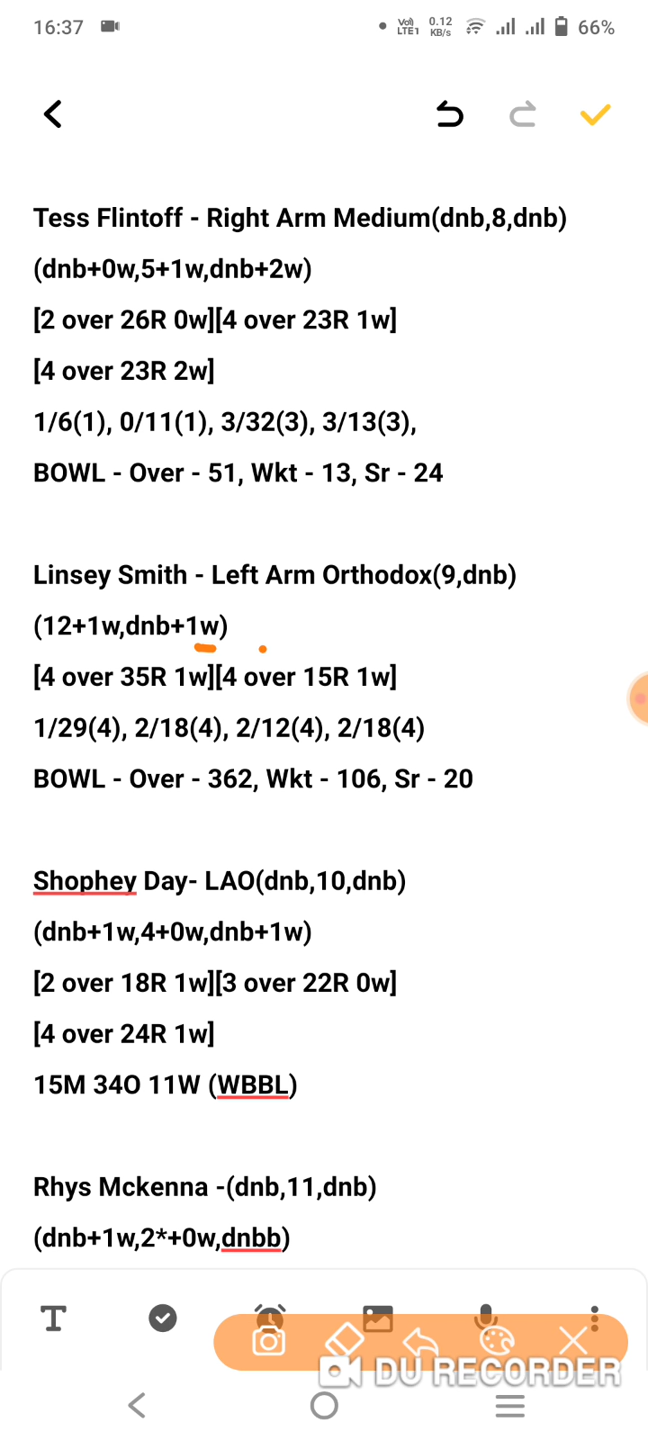 16:37
Vol) LTE1 0.12 KB/s 66%
Tess Flintoff - Right Arm Medium(dnb,8,dnb)
(dnb+0w,5+1w,dnb+2w)
[2 over 26R 0w][4 over 23R 1w]
[4 over 23R 2w]
1/6(1), 0/11(1), 3/32(3), 3/13(3),
BOWL - Over - 51, Wkt - 13, Sr - 24
Linsey Smith - Left Arm Orthodox(9,dnb)
(12+1w,dnb+1w)
[4 over 35R 1w][4 over 15R 1w]
1/29(4), 2/18(4), 2/12(4), 2/18(4)
BOWL - Over - 362, Wkt - 106, Sr - 20
Shophey Day- LAO(dnb,10,dnb)
(dnb+1w,4+0w,dnb+1w)
[2 over 18R 1w][3 over 22R 0w]
[4 over 24R 1w]
15M 34O 11W (WBBL)
Rhys Mckenna -(dnb,11,dnb)
(dnb+1w,2*+0w,dnbb)
T
DU RECORDER